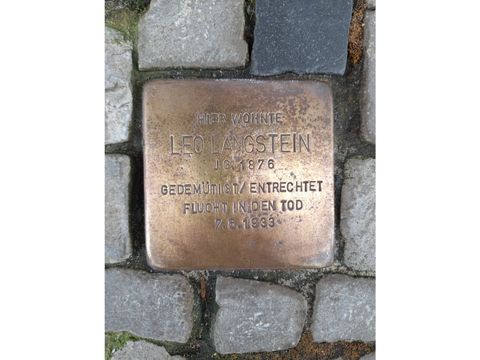 HIER WOHNTE
LEO LANGSTEIN
JG. 1876
GEDEMÜTIGT / ENTRECHTET
FLUCHT IN DEN TOD
7.6.1933